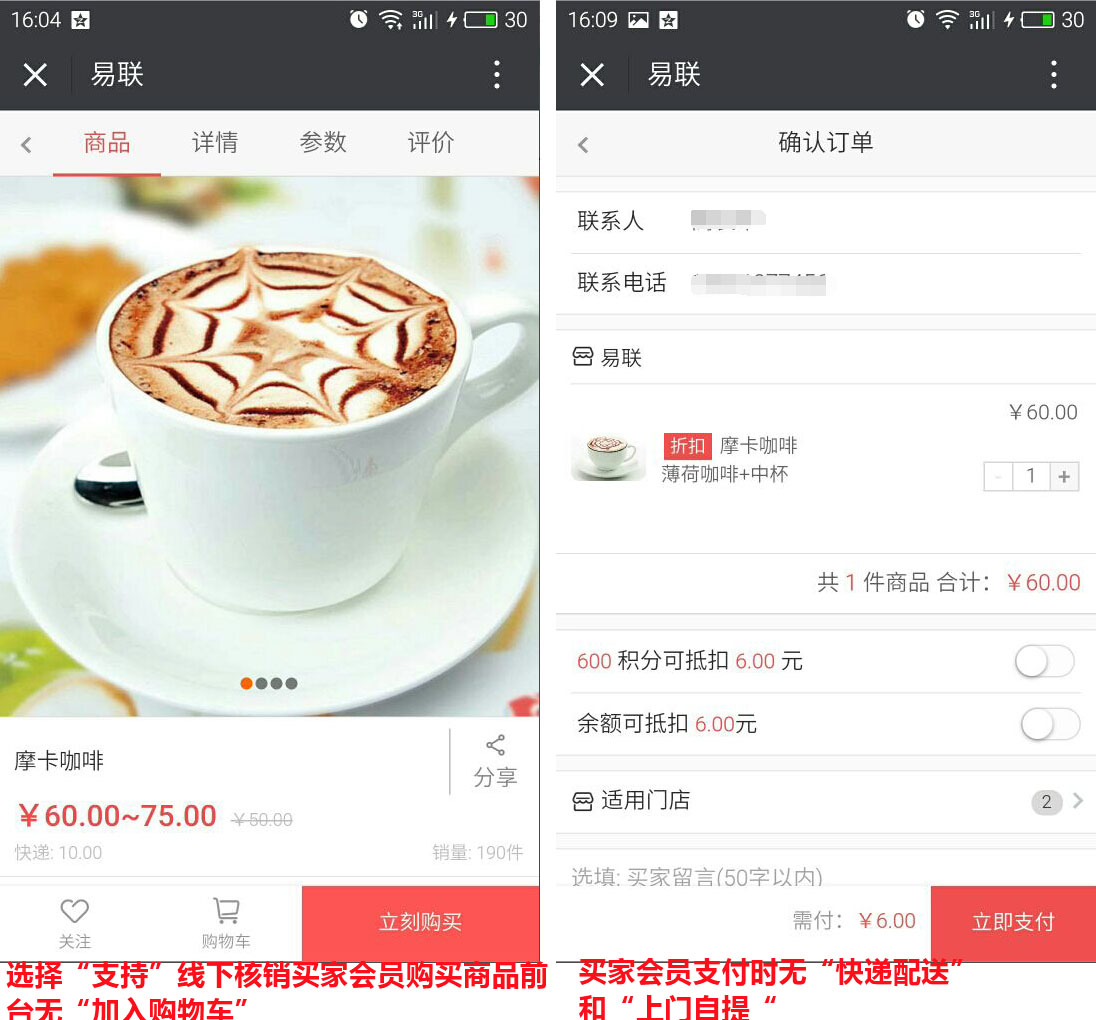 16:04
3G
30
易联
商品
详情
参数
评价
摩卡咖啡
分享
￥60.00~75.00
￥50.00
快递: 10.00
销量: 190件
关注
购物车
立刻购买
选择“支持”线下核销买家会员购买商品前
台无“加入购物车”
16:09
3G
30
易联
确认订单
联系人
联系电话
易联
￥60.00
折扣 摩卡咖啡
薄荷咖啡+中杯
- 1 +
共 1 件商品 合计： ￥60.00
600 积分可抵扣 6.00 元
余额可抵扣 6.00元
适用门店
2
选填: 买家留言(50字以内)
需付： ￥6.00
立即支付
买家会员支付时无“快递配送”
和“上门自提“